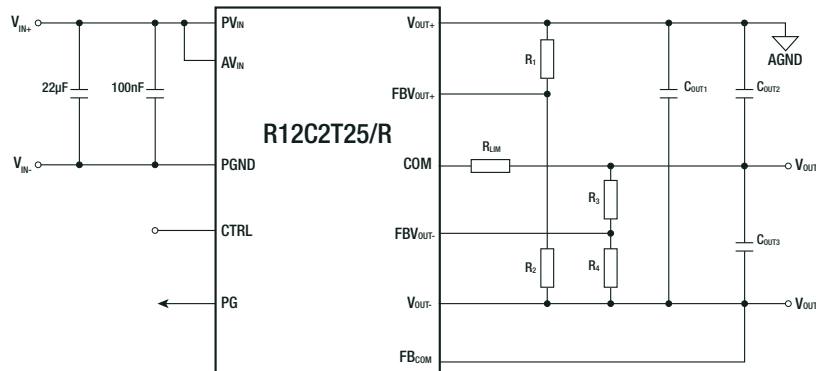 VIN+
PVIN
VOUT+
AGND
R1
AVIN
22µF
100nF
FBVOUT+
COUT1
COUT2
R12C2T25/R
VIN-
PGND
COM
RLIM
VOUT
R3
CTRL
FBVOUT-
COUT3
R2
R4
PG
VOUT-
VOUT
FBCOM